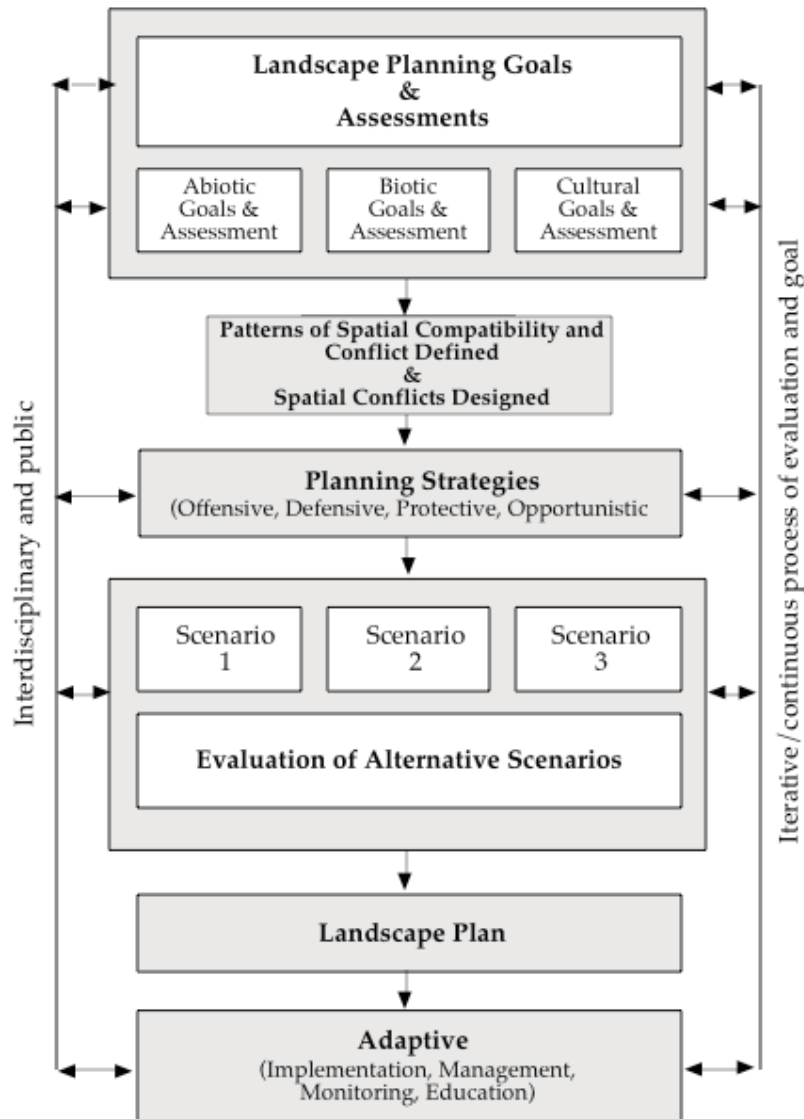 Landscape Planning Goals
&
Assessments
Abiotic
Goals &
Assessment
Biotic
Goals &
Assessment
Cultural
Goals &
Assessment
Patterns of Spatial Compatibility and
Conflict Defined
&
Spatial Conflicts Designed
Planning Strategies
(Offensive, Defensive, Protective, Opportunistic
Scenario
1
Scenario
2
Scenario
3
Evaluation of Alternative Scenarios
Landscape Plan
Adaptive
(Implementation, Management,
Monitoring, Education)
Interdisciplinary and public
Iterative/continuous process of evaluation and goal